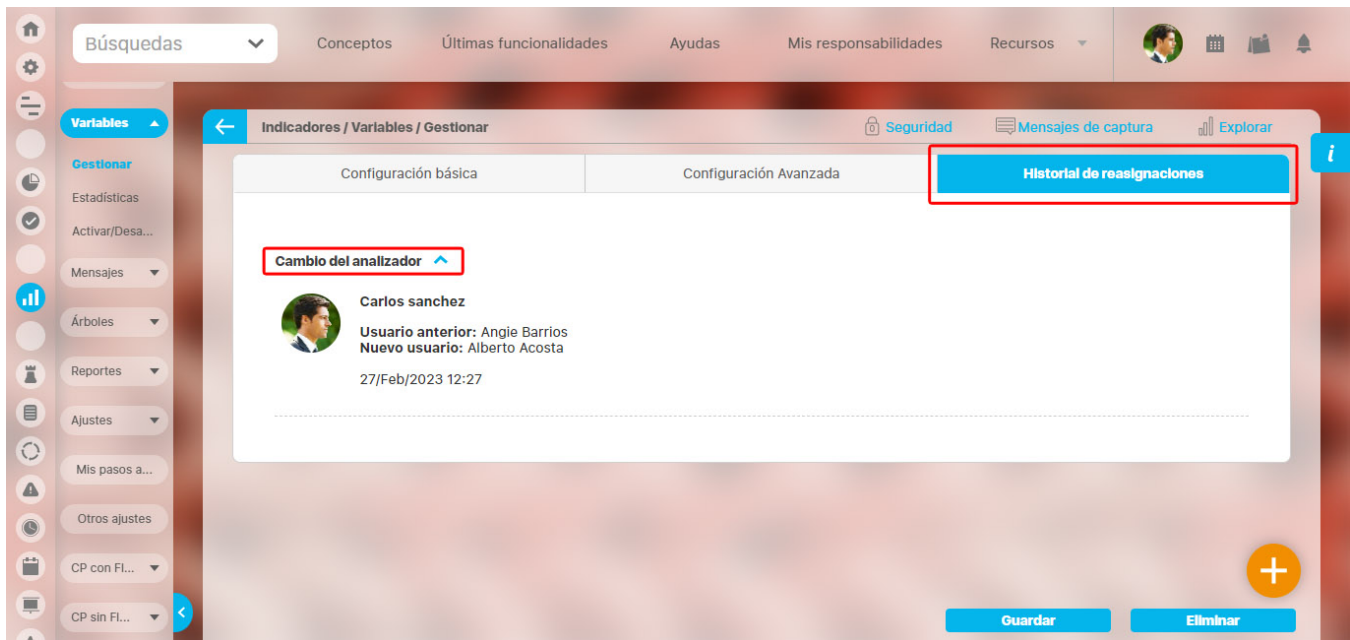 Búsquedas
Conceptos
Últimas funcionalidades
Ayudas
Mis responsabilidades
Recursos
Variables
Gestionar
Estadísticas
Activar/Desa...
Mensajes
Árboles
Reportes
Ajustes
Mis pasos a...
Otros ajustes
CP con Fl...
CP sin Fl...
Indicadores / Variables / Gestionar
Seguridad
Mensajes de captura
Explorar
i
Configuración básica
Configuración Avanzada
Historial de reasignaciones
Cambio del analizador
Carlos sanchez
Usuario anterior: Angie Barrios
Nuevo usuario: Alberto Acosta
27/Feb/2023 12:27
Guardar
Eliminar